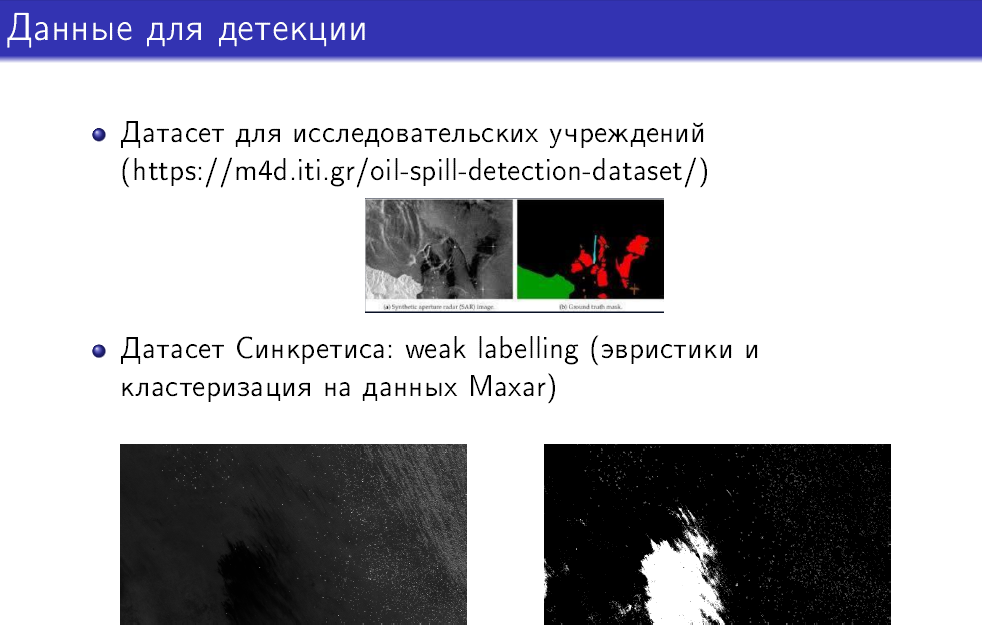 Данные для детекции
Датасет для исследовательских учреждений
(https://m4d.iti.gr/oil-spill-detection-dataset/)
(a) Synthetic aperture radar (SAR) image.
(b) Ground truth mask.
Датасет Синкретиса: weak labelling (эвристики и
кластеризация на данных Maxar)